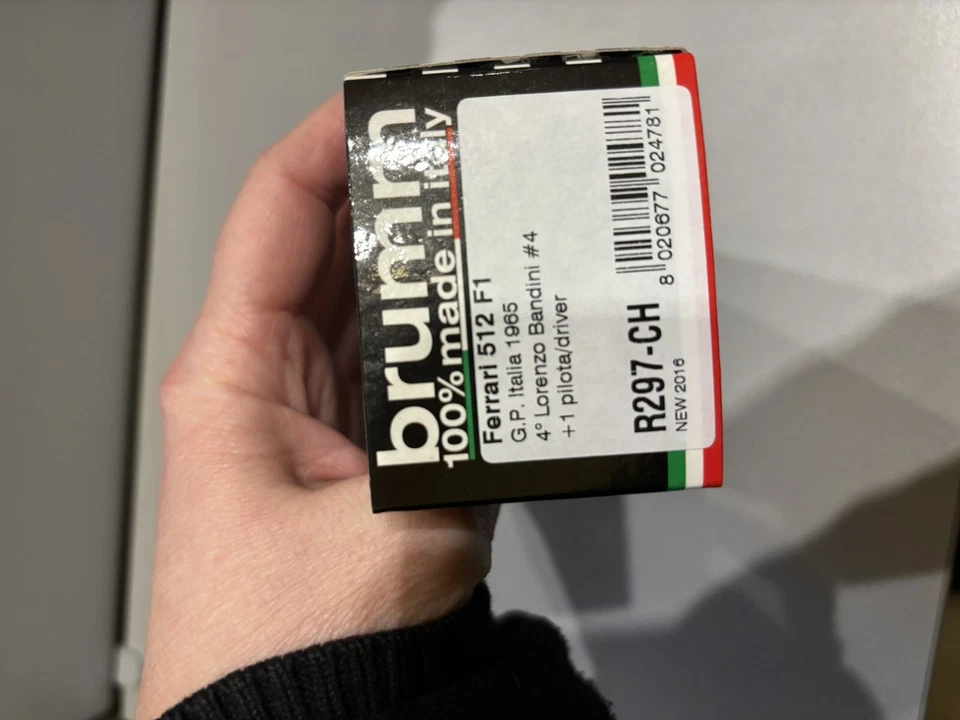 brumm
100% made in italy
Ferrari 512 F1
G.P. Italia 1965
4° Lorenzo Bandini #4
+1 pilota/driver
R297-CH
NEW 2016
8 020677 024781